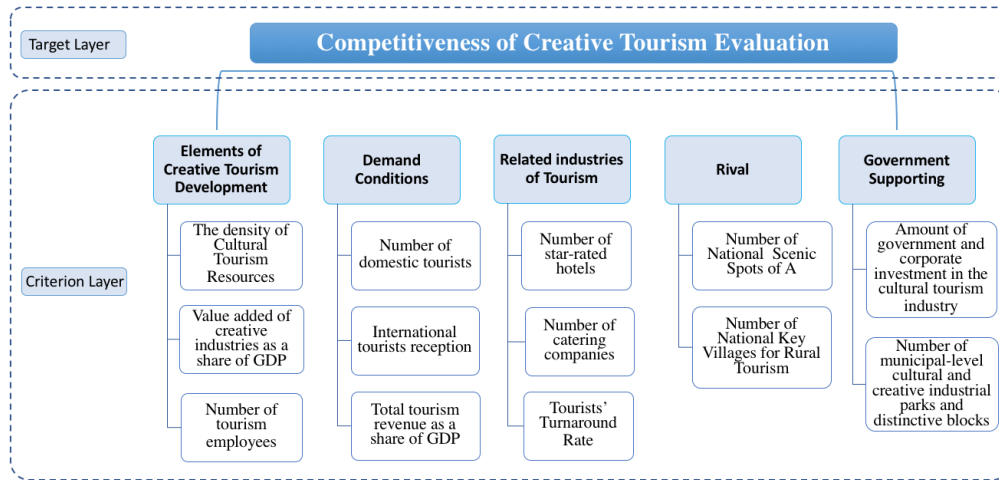 Target Layer
Competitiveness of Creative Tourism Evaluation
Criterion Layer
Elements of
Creative Tourism
Development
The density of
Cultural
Tourism
Resources
Value added of
creative
industries as a
share of GDP
Number of
tourism
employees
Demand
Conditions
Number of
domestic tourists
International
tourists reception
Total tourism
revenue as a
share of GDP
Related industries
of Tourism
Number of
star-rated
hotels
Number of
catering
companies
Tourists’
Turnaround
Rate
Rival
Number of
National Scenic
Spots of A
Number of
National Key
Villages for Rural
Tourism
Government
Supporting
Amount of
government and
corporate
investment in the
cultural tourism
industry
Number of
municipal-level
cultural and
creative industrial
parks and
distinctive blocks